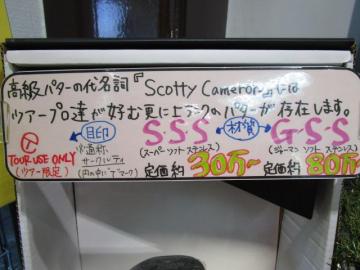 高級パターの代名詞『Scotty Cameron』には
ツアープロ達が好む更に上ランクのパターが存在します。
Ⓣ 目印 SSS 材質 G・S・S
TOUR USE ONLY ※通称 サークルティ (スーパーソフトステンレス) (ジャーマン ソフト ステンレス)
(ツアー限定) (円の中に"T"マーク) 定価約30万~ 定価約80万~